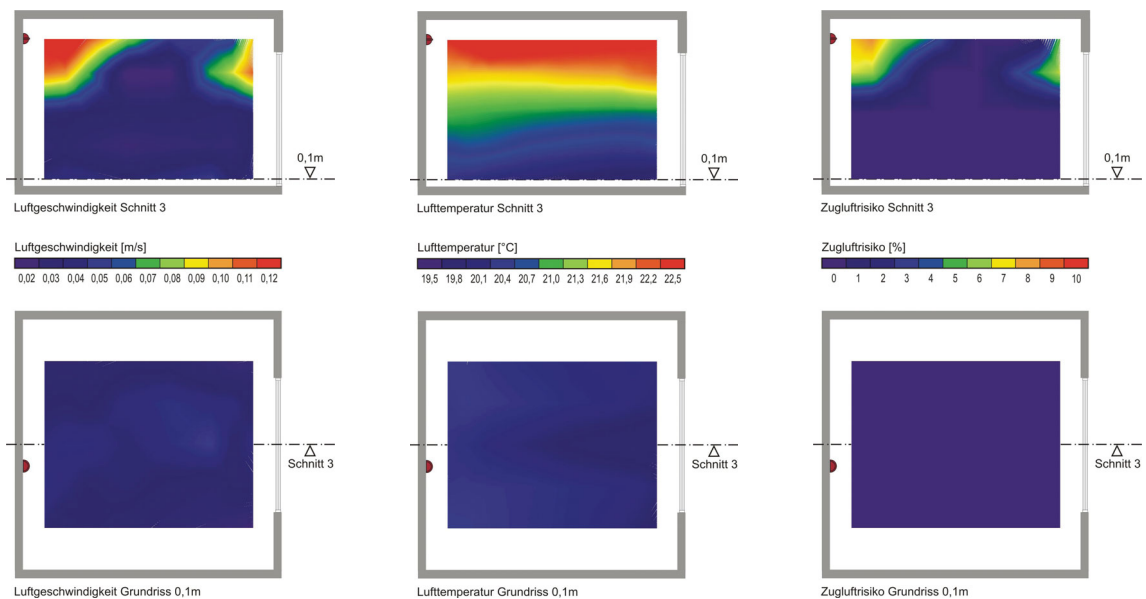 0,1m
0,1m
0,1m
Luftgeschwindigkeit Schnitt 3
Lufttemperatur Schnitt 3
Zugluftrisiko Schnitt 3
Luftgeschwindigkeit [m/s]
Lufttemperatur [°C]
Zugluftrisiko [%]
0,02 0,03 0,04 0,05 0,06 0,07 0,08 0,09 0,10 0,11 0,12
19,5 19,8 20,1 20,4 20,7 21,0 21,3 21,6 21,9 22,2 22,5
0 1 2 3 4 5 6 7 8 9 10
Schnitt 3
Schnitt 3
Schnitt 3
Luftgeschwindigkeit Grundriss 0,1m
Lufttemperatur Grundriss 0,1m
Zugluftrisiko Grundriss 0,1m